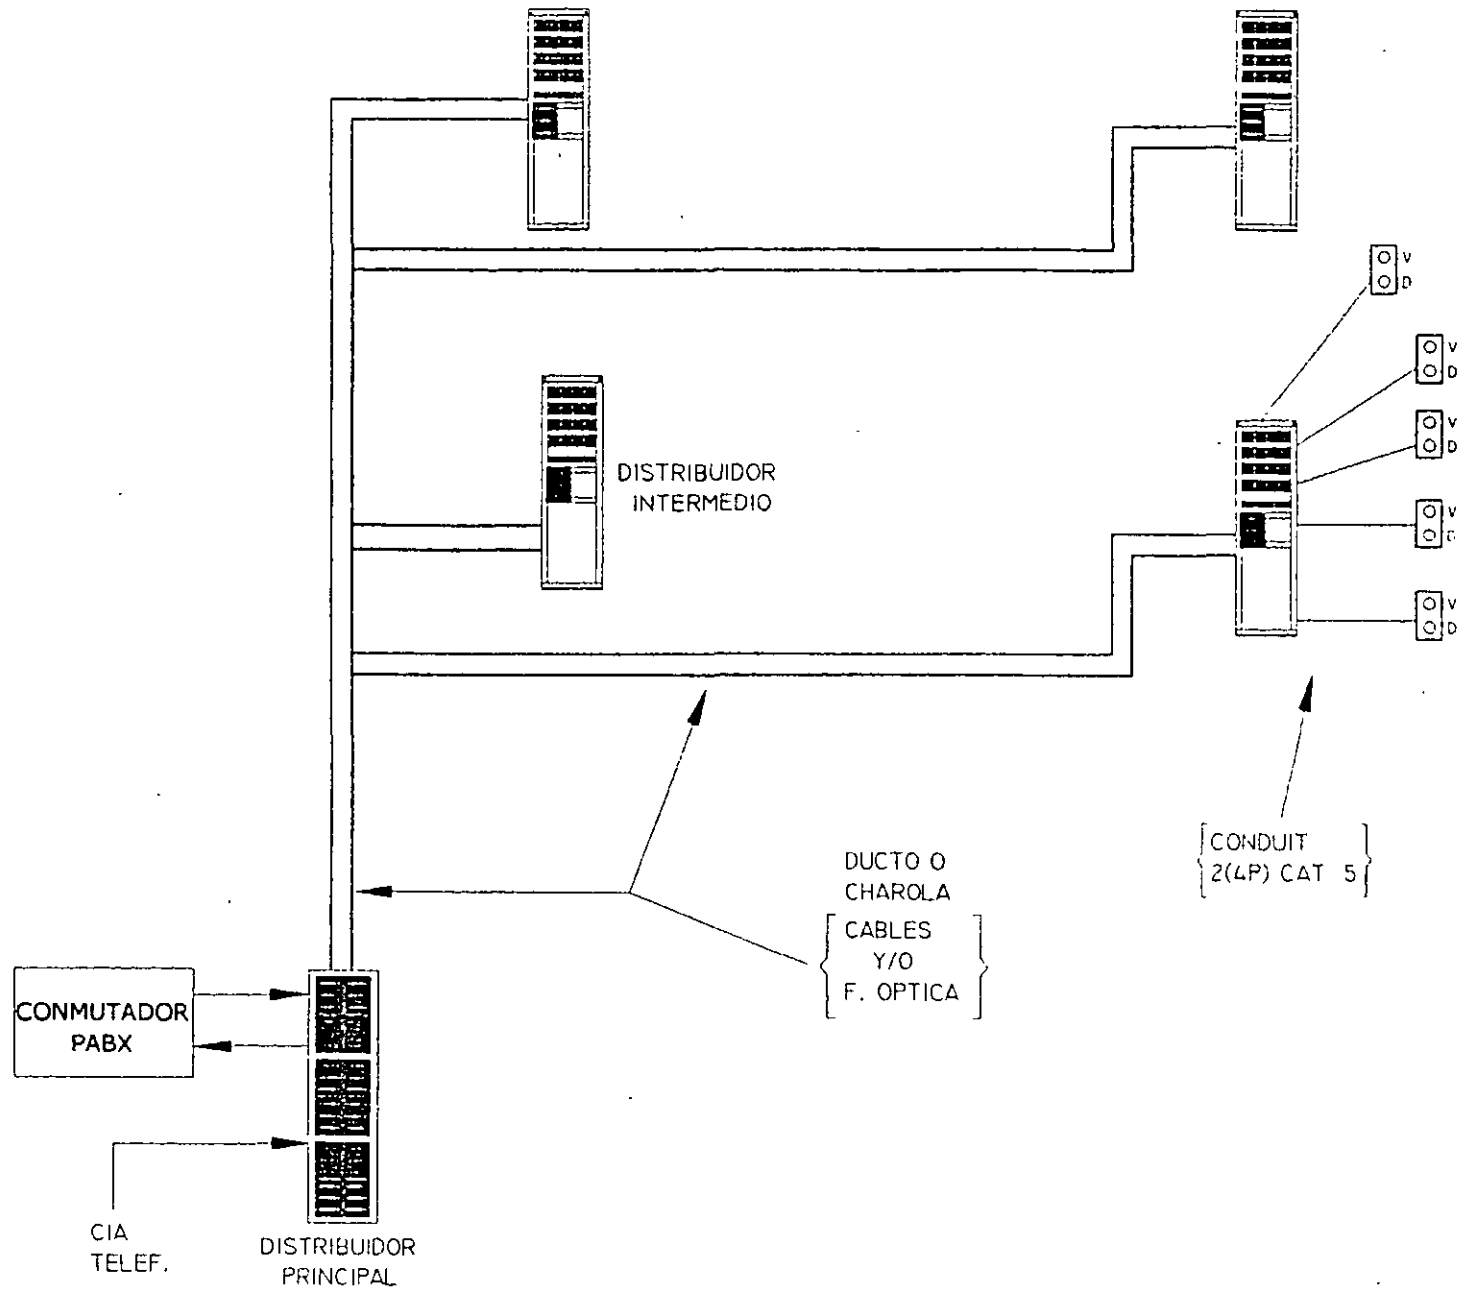 V
D
V
D
V
D
DISTRIBUIDOR
INTERMEDIO
V
V
D
DUCTO O
CHAROLA
CABLES
Y/O
F. OPTICA
CONDUIT
2(4P) CAT 5
CONMUTADOR
PABX
CIA
TELEF.
DISTRIBUIDOR
PRINCIPAL